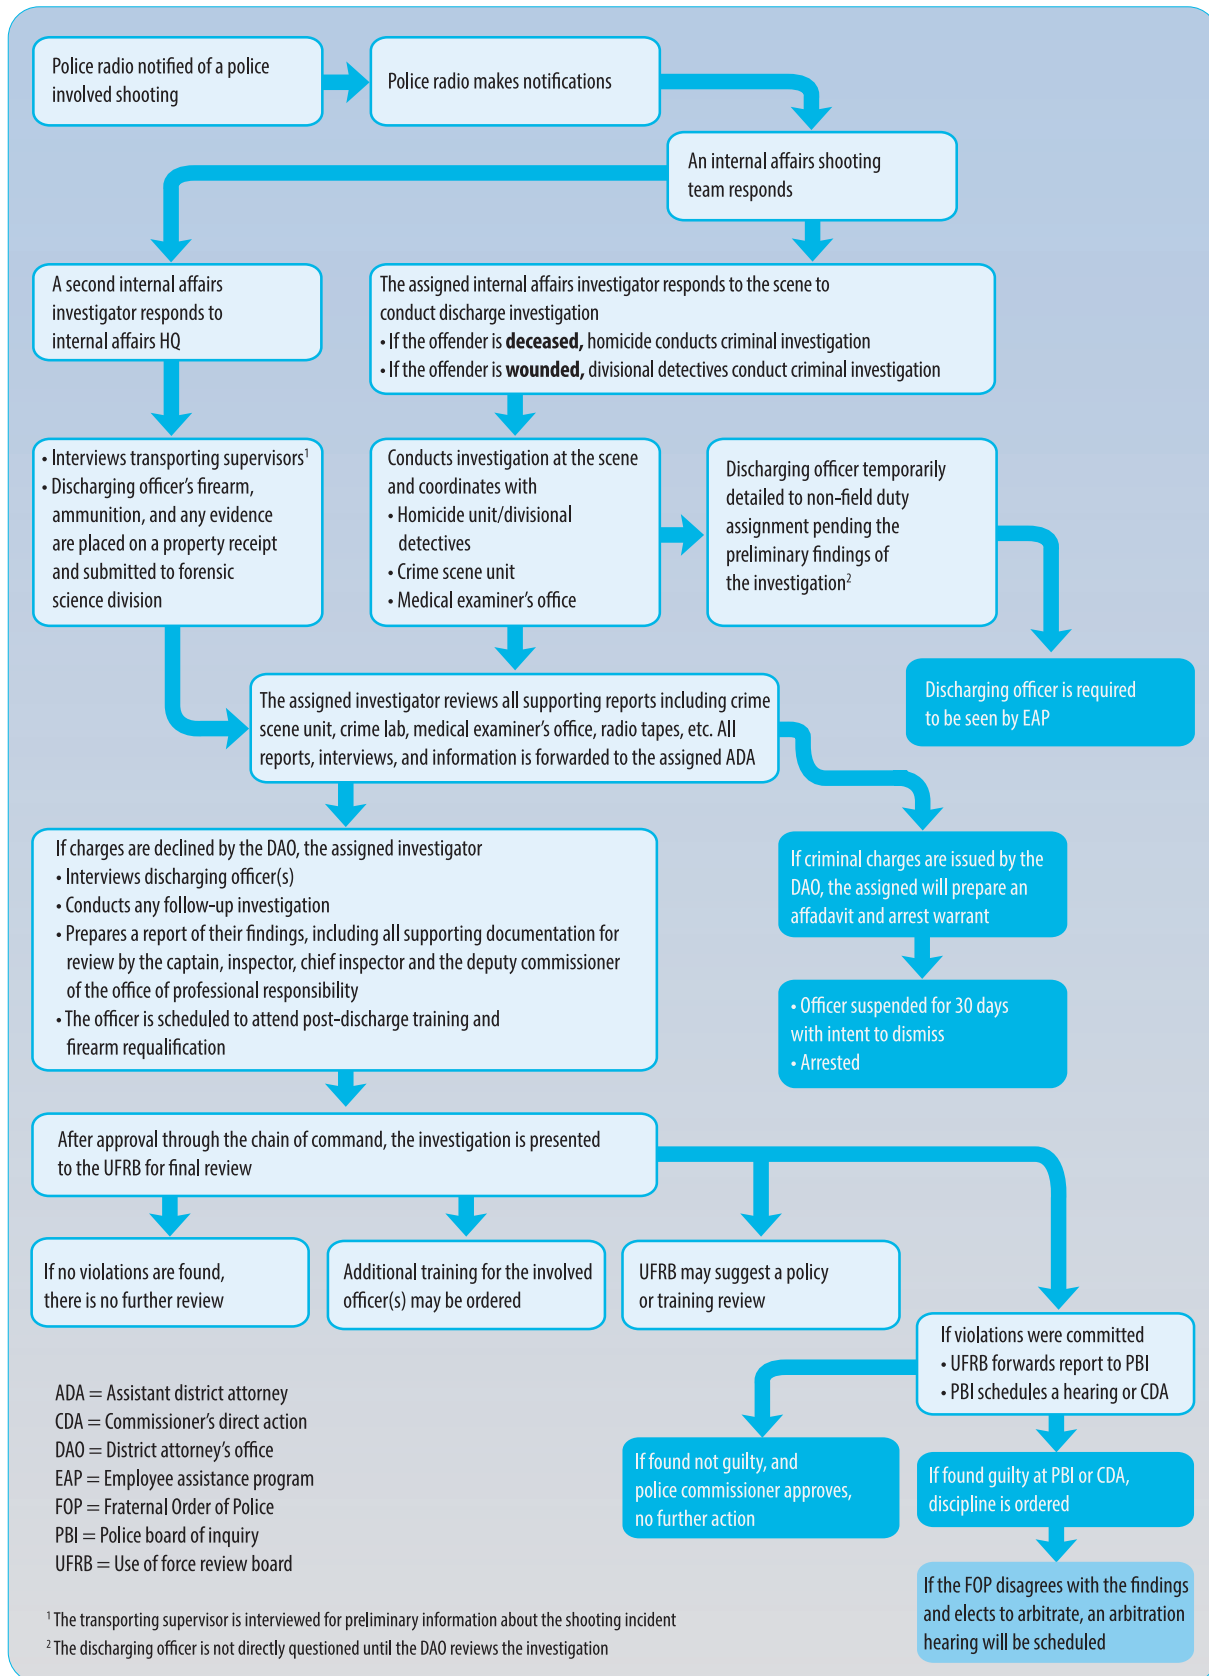 Police radio notified of a police
involved shooting
Police radio makes notifications
An internal affairs shooting
team responds
A second internal affairs
investigator responds to
internal affairs HQ
The assigned internal affairs investigator responds to the scene to
conduct discharge investigation
• If the offender is deceased, homicide conducts criminal investigation
• If the offender is wounded, divisional detectives conduct criminal investigation
• Interviews transporting supervisors¹
• Discharging officer's firearm,
ammunition, and any evidence
are placed on a property receipt
and submitted to forensic
science division
Conducts investigation at the scene
and coordinates with
• Homicide unit/divisional
detectives
• Crime scene unit
• Medical examiner's office
Discharging officer temporarily
detailed to non-field duty
assignment pending the
preliminary findings of
the investigation²
Discharging officer is required
to be seen by EAP
The assigned investigator reviews all supporting reports including crime
scene unit, crime lab, medical examiner's office, radio tapes, etc. All
reports, interviews, and information is forwarded to the assigned ADA
If charges are declined by the DAO, the assigned investigator
• Interviews discharging officer(s)
• Conducts any follow-up investigation
• Prepares a report of their findings, including all supporting documentation for
review by the captain, inspector, chief inspector and the deputy commissioner
of the office of professional responsibility
• The officer is scheduled to attend post-discharge training and
firearm requalification
If criminal charges are issued by the
DAO, the assigned will prepare an
affadavit and arrest warrant
• Officer suspended for 30 days
with intent to dismiss
• Arrested
After approval through the chain of command, the investigation is presented
to the UFRB for final review
If no violations are found,
there is no further review
Additional training for the involved
officer(s) may be ordered
UFRB may suggest a policy
or training review
If violations were committed
• UFRB forwards report to PBI
• PBI schedules a hearing or CDA
If found not guilty, and
police commissioner approves,
no further action
If found guilty at PBI or CDA,
discipline is ordered
If the FOP disagrees with the findings
and elects to arbitrate, an arbitration
hearing will be scheduled
ADA = Assistant district attorney
CDA = Commissioner's direct action
DAO = District attorney's office
EAP = Employee assistance program
FOP = Fraternal Order of Police
PBI = Police board of inquiry
UFRB = Use of force review board
¹ The transporting supervisor is interviewed for preliminary information about the shooting incident
² The discharging officer is not directly questioned until the DAO reviews the investigation